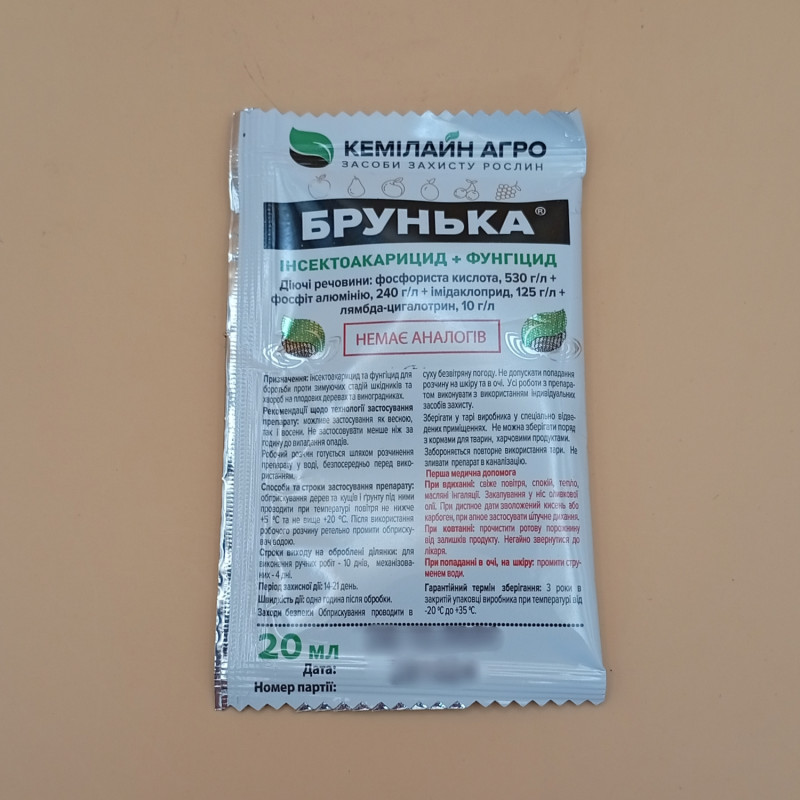 КЕМІЛАЙН АГРО
ЗАСОБИ ЗАХИСТУ РОСЛИН
БРУНЬКА®
ІНСЕКТОАКАРИЦИД + ФУНГІЦИД
Діючі речовини: фосфориста кислота, 530 г/л +
фосфіт алюмінію, 240 г/л + імідаклоприд, 125 г/л +
лямбда-цигалотрин, 10 г/л
НЕМАЄ АНАЛОГІВ
Призначення: інсектоакарицид та фунгіцид для
боротьби проти зимуючих стадій шкідників та
хвороб на плодових деревах та виноградниках.
Рекомендації щодо технології застосування
препарату: можливе застосування як весною,
так і восени. Не застосовувати менше ніж за
годину до випадання опадів.
Робочий розчин готується шляхом розчинення
препарату у воді, безпосередньо перед вико-
ристанням.
Способи та строки застосування препарату:
обприскування дерев та кущів і ґрунту під ними
проводити при температурі повітря не нижче
+5 °С та не вище +20 °С. Після використання
робочого розчину ретельно промити обприску-
вач водою.
Строки виходу на оброблені ділянки: для
виконання ручних робіт - 10 днів, механізова-
них - 4 дні.
Період захисної дії: 14-21 день.
Швидкість дії: одна година після обробки.
Заходи безпеки Обприскування проводити в
суху безвітряну погоду. Не допускати попадання
розчину на шкіру та в очі. Усі роботи з препара-
том виконувати з використанням індивідуальних
засобів захисту.
Зберігати у тарі виробника у спеціально відве-
дених приміщеннях. Не можна зберігати поряд
з кормами для тварин, харчовими продуктами.
Забороняється повторне використання тари. Не
зливати препарат в каналізацію.
Перша медична допомога
При вдиханні: свіже повітря, спокій, тепло,
масляні інгаляції. Закапування у ніс оливкової
олії. При диспное дати зволожений кисень або
карбоген, при апное застосувати штучне дихання.
При ковтанні: прочистити ротову порожнину
від залишків продукту. Негайно звернутися до
лікаря.
При попаданні в очі, на шкіру: промити стру-
менем води.
Гарантійний термін зберігання: 3 роки в
закритій упаковці виробника при температурі від
-20 °С до +35 °С.
20 мл
Дата:
Номер партії: